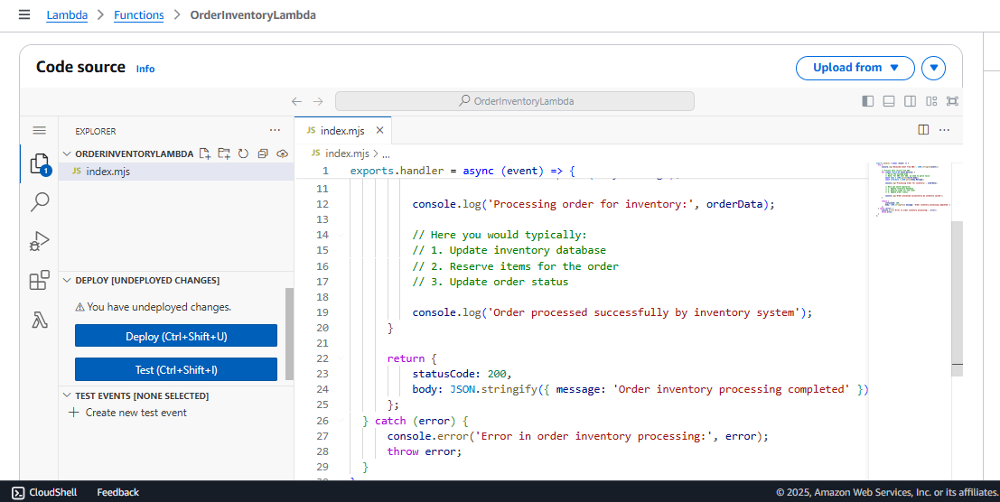 Lambda > Functions > OrderInventoryLambda
Code source Info
Upload from
OrderInventoryLambda
EXPLORER
ORDERINVENTORYLAMBDA
JS index.mjs
1
DEPLOY [UNDEPLOYED CHANGES]
You have undeployed changes.
Deploy (Ctrl+Shift+U)
Test (Ctrl+Shift+I)
TEST EVENTS [NONE SELECTED]
+ Create new test event
JS index.mjs
JS index.mjs > ...
1 exports.handler = async (event) => {
11
12 console.log('Processing order for inventory:', orderData);
13
14 // Here you would typically:
15 // 1. Update inventory database
16 // 2. Reserve items for the order
17 // 3. Update order status
18
19 console.log('Order processed successfully by inventory system');
20 }
21
22 return {
23 statusCode: 200,
24 body: JSON.stringify({ message: 'Order inventory processing completed' })
25 };
26 } catch (error) {
27 console.error('Error in order inventory processing:', error);
28 throw error;
29 }
CloudShell Feedback © 2025, Amazon Web Services, Inc. or its affiliates.